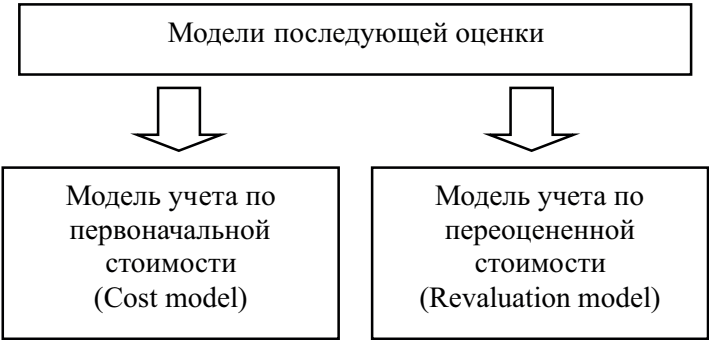 Модели последующей оценки
Модель учета по
первоначальной
стоимости
(Cost model)
Модель учета по
переоцененной
стоимости
(Revaluation model)